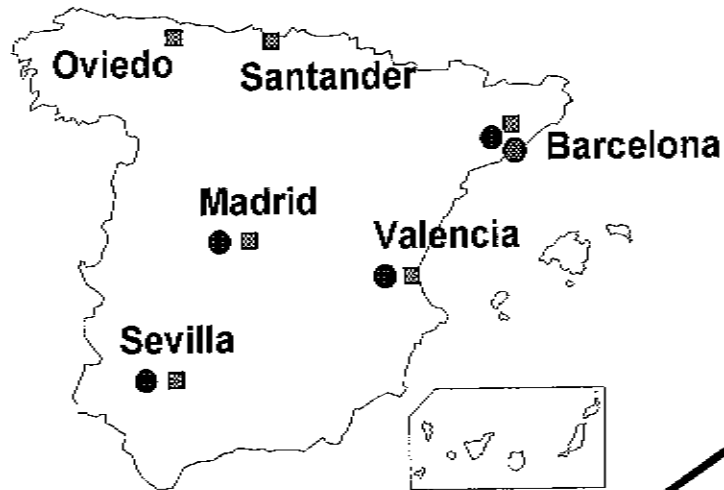 Oviedo
Santander
Barcelona
Madrid
Valencia
Sevilla